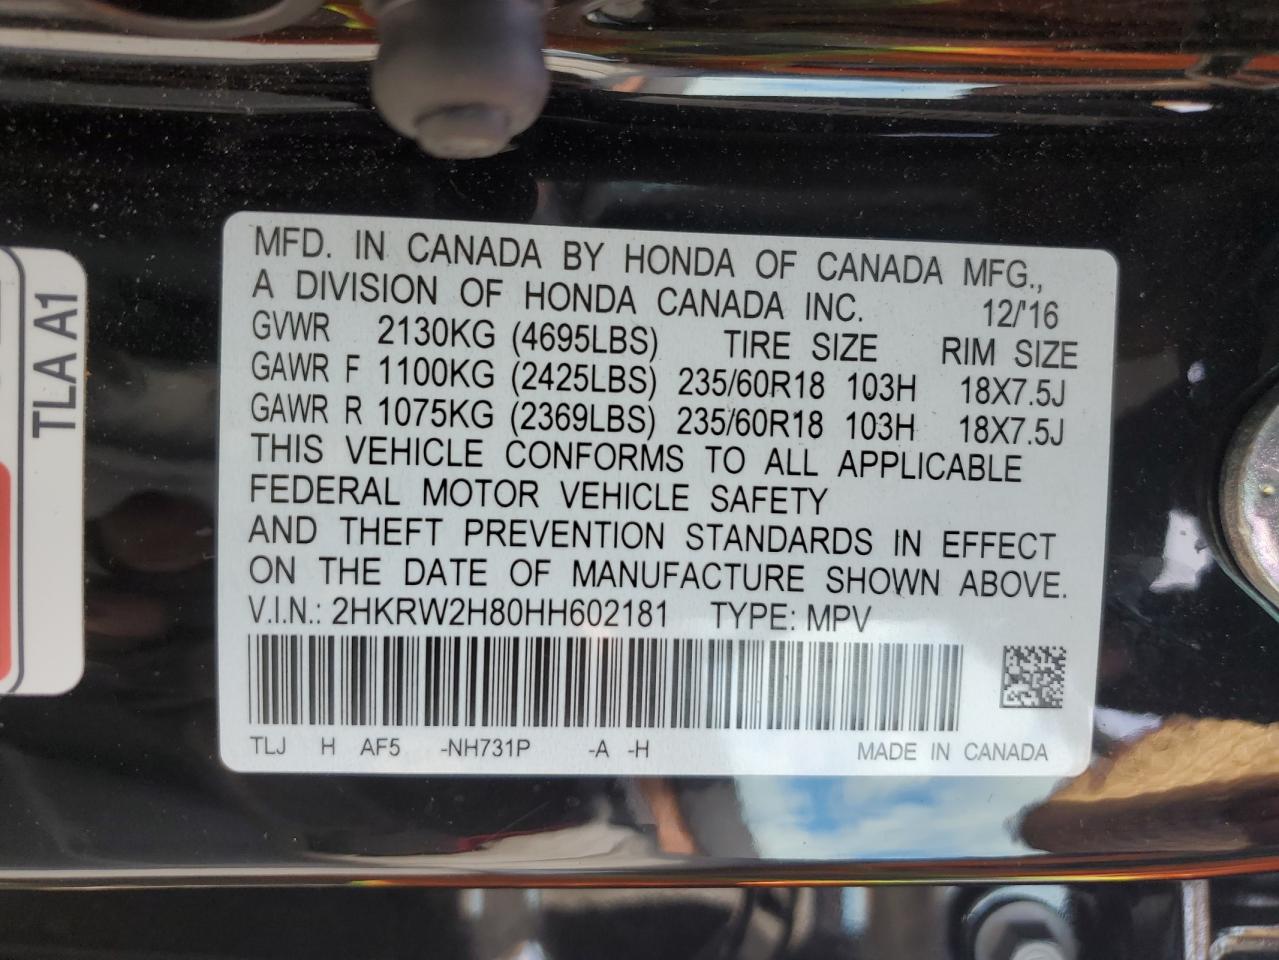 MFD. IN CANADA BY HONDA OF CANADA MFG.,
A DIVISION OF HONDA CANADA INC. 12/'16
GVWR 2130KG (4695LBS) TIRE SIZE RIM SIZE
GAWR F 1100KG (2425LBS) 235/60R18 103H 18X7.5J
GAWR R 1075KG (2369LBS) 235/60R18 103H 18X7.5J
THIS VEHICLE CONFORMS TO ALL APPLICABLE
FEDERAL MOTOR VEHICLE SAFETY
AND THEFT PREVENTION STANDARDS IN EFFECT
ON THE DATE OF MANUFACTURE SHOWN ABOVE.
V.I.N.: 2HKRW2H80HH602181 TYPE: MPV
TLJ H AF5 -NH731P -A -H MADE IN CANADA
TLA A1